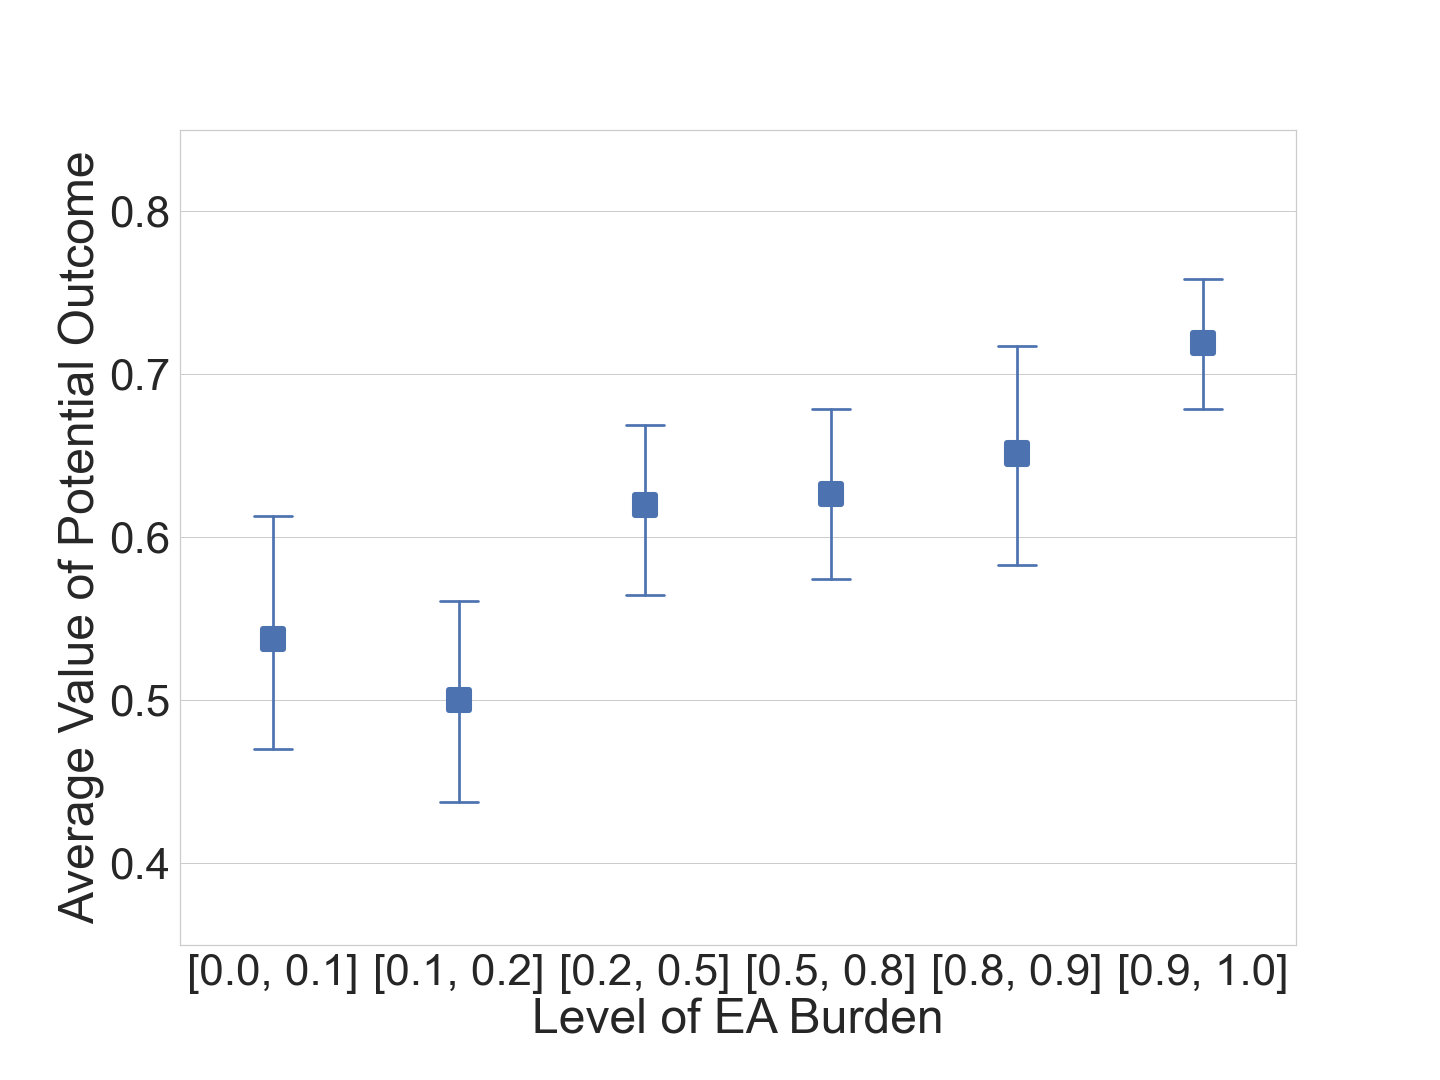 Average Value of Potential Outcome
0.8
0.7
0.6
0.5
0.4
[0.0, 0.1] [0.1, 0.2] [0.2, 0.5] [0.5, 0.8] [0.8, 0.9] [0.9, 1.0]
Level of EA Burden